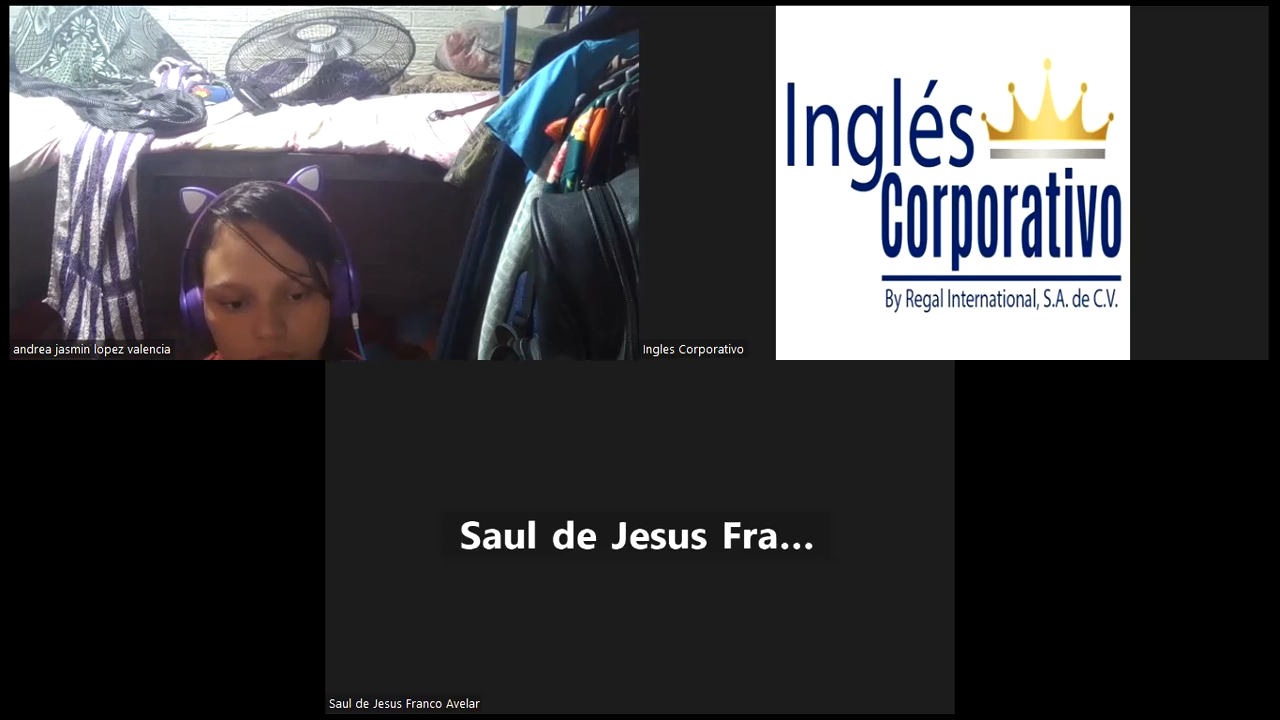 andrea jasmin lopez valencia
Inglés
Corporativo
By Regal International, S.A. de C.V.
Ingles Corporativo
Saul de Jesus Fra...
Saul de Jesus Franco Avelar